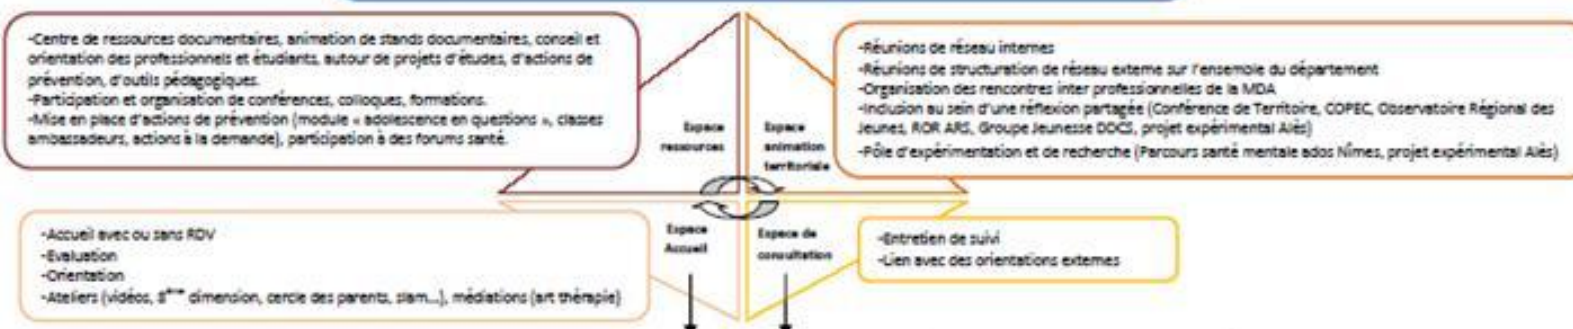 -Centre de ressources documentaires, animation de stands documentaires, conseil et
orientation des professionnels et étudiants, autour de projets d'études, d'actions de
prévention, d'outils pédagogiques.
-Participation et organisation de conférences, colloques, formations.
-Mise en place d'actions de prévention (module « adolescence en questions », classes
ambassadeurs, actions à la demande), participation à des forums santé.
Espace
ressources
Espace
animation
territoriale
-Réunions de réseau internes
-Réunions de structuration de réseau externe sur l'ensemble du département
-Organisation des rencontres inter professionnelles de la MDA
-Inclusion au sein d'une réflexion partagée (Conférence de Territoire, COPEC, Observatoire Régional des
Jeunes, ROR ARS, Groupe Jeunesse DDCS, projet expérimental Alès)
-Pôle d'expérimentation et de recherche (Parcours santé mentale ados Nîmes, projet expérimental Alès)
-Accueil avec ou sans RDV
-Evaluation
-Orientation
-Ateliers (vidéos, 8ème dimension, cercle des parents, slam...), médiations (art thérapie)
Espace
Accueil
Espace de
consultation
-Entretien de suivi
-Lien avec des orientations externes